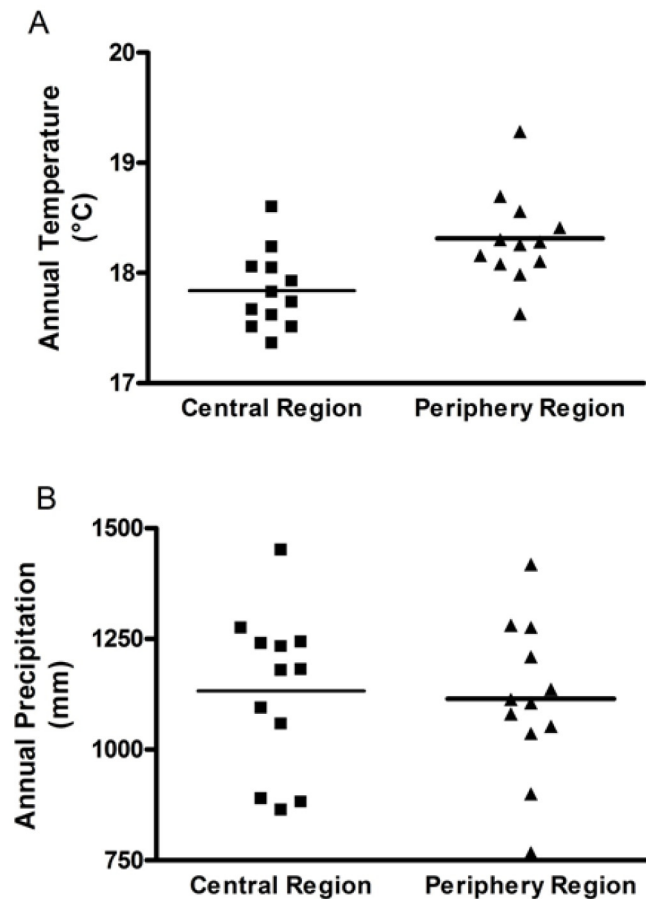 A
Annual Temperature
(°C)
20
19
18
17
Central Region
Periphery Region
B
Annual Precipitation
(mm)
1500
1250
1000
750
Central Region
Periphery Region